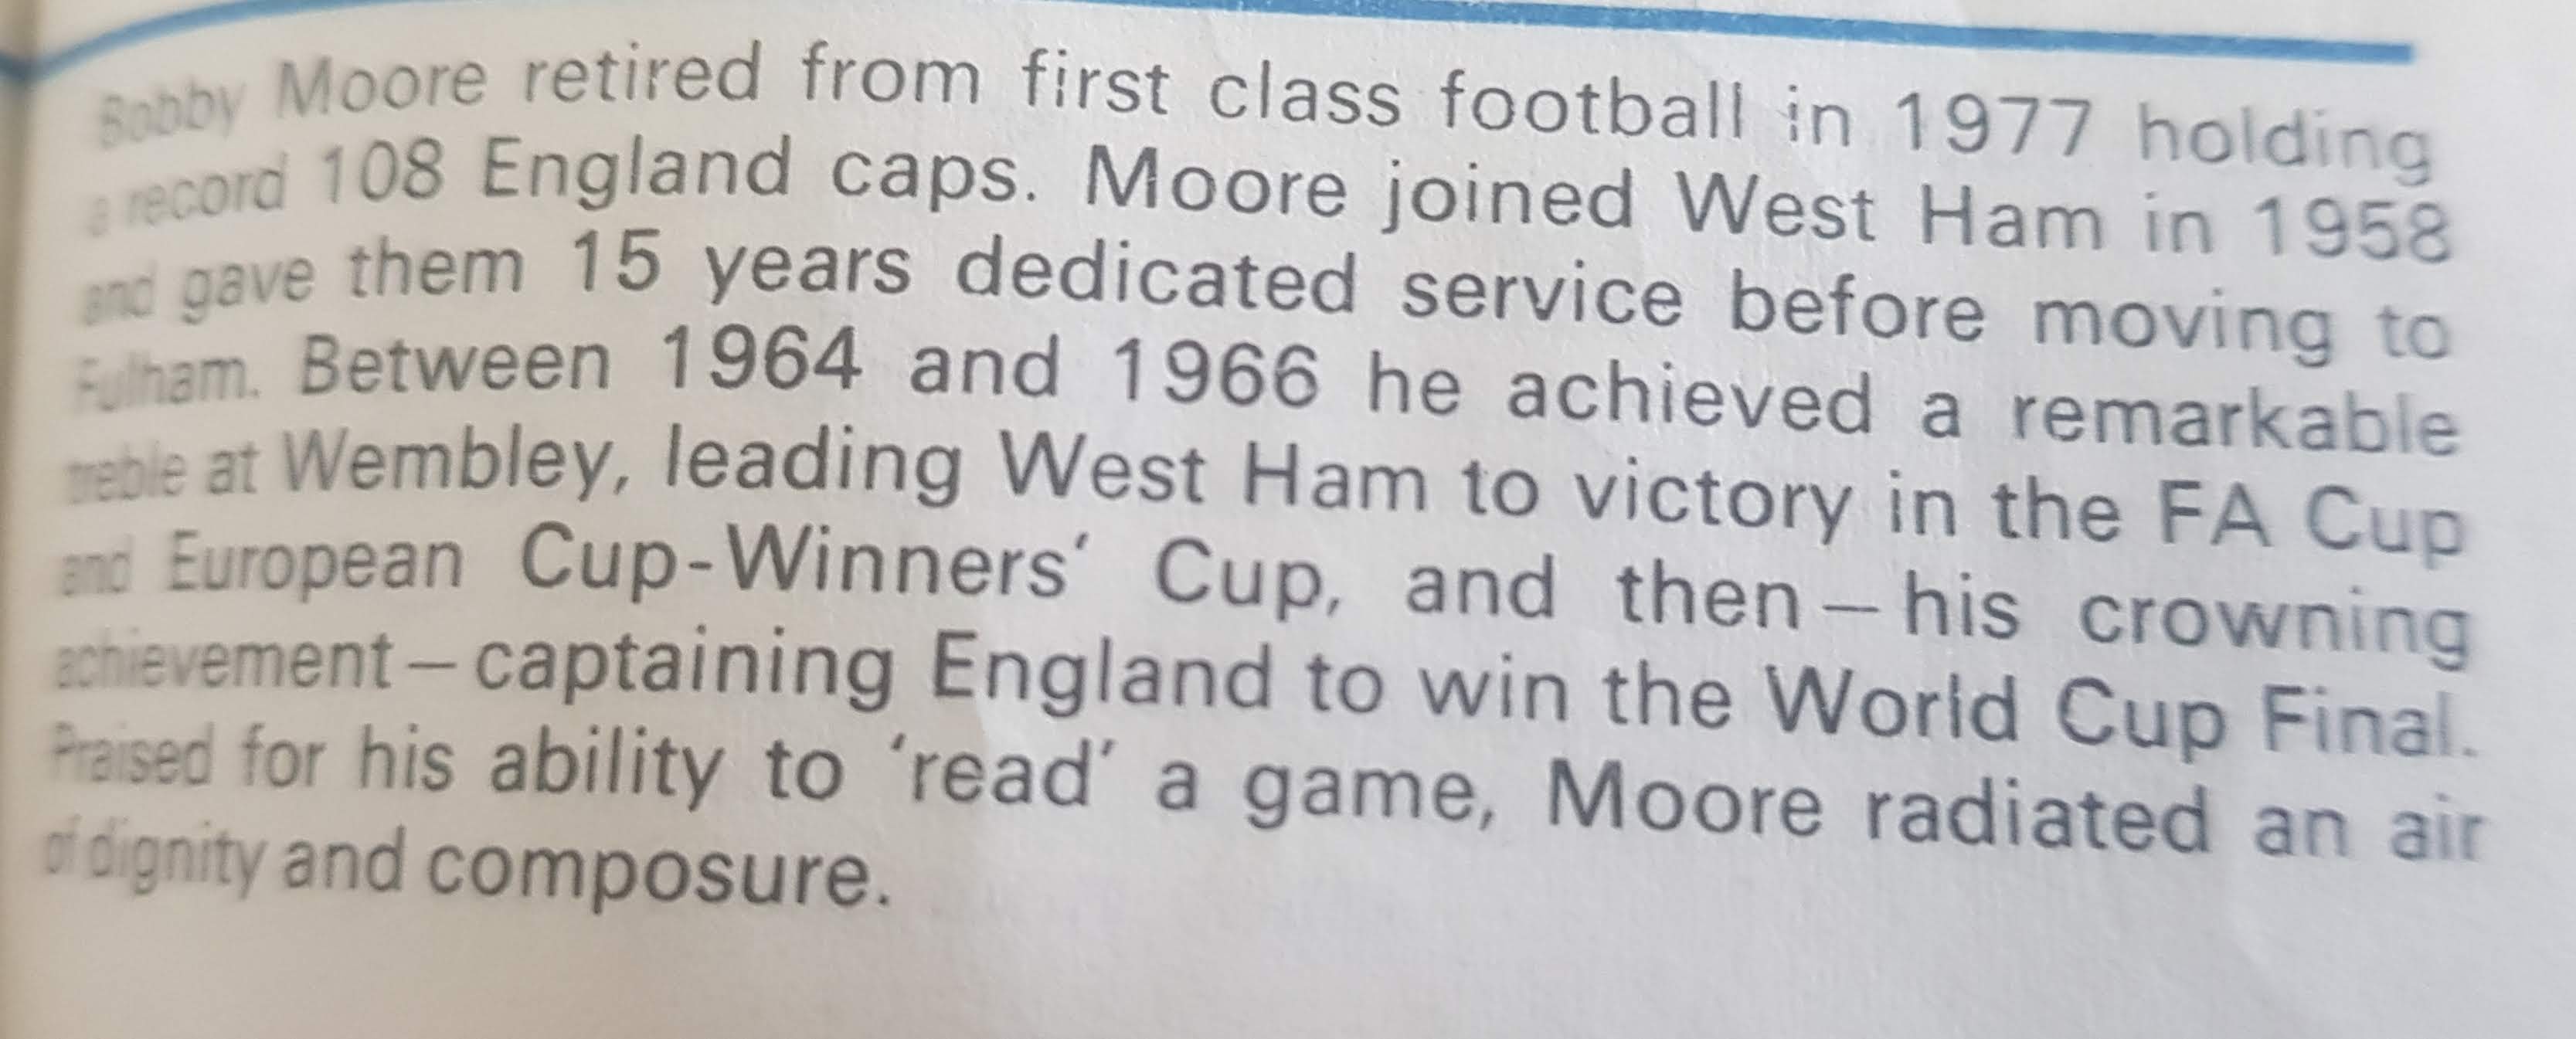 Bobby Moore retired from first class football in 1977 holding
a record 108 England caps. Moore joined West Ham in 1958
and gave them 15 years dedicated service before moving to
Fulham. Between 1964 and 1966 he achieved a remarkable
treble at Wembley, leading West Ham to victory in the FA Cup
and European Cup-Winners’ Cup, and then – his crowning
achievement – captaining England to win the World Cup Final.
Praised for his ability to ‘read’ a game, Moore radiated an air
of dignity and composure.